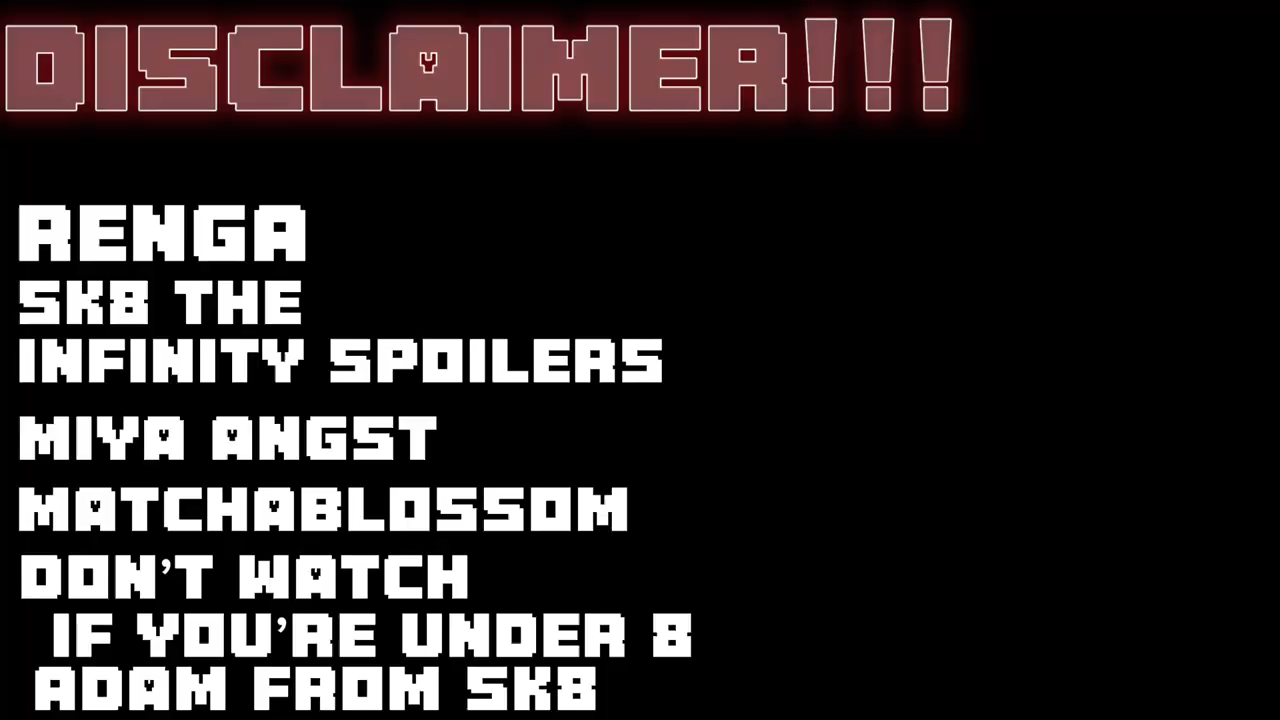 DISCLAIMER!!!
RENGA
SK8 THE
INFINITY SPOILERS
MIYA ANGST
MATCHABLOSSOM
DON'T WATCH
IF YOU'RE UNDER 8
ADAM FROM SK8